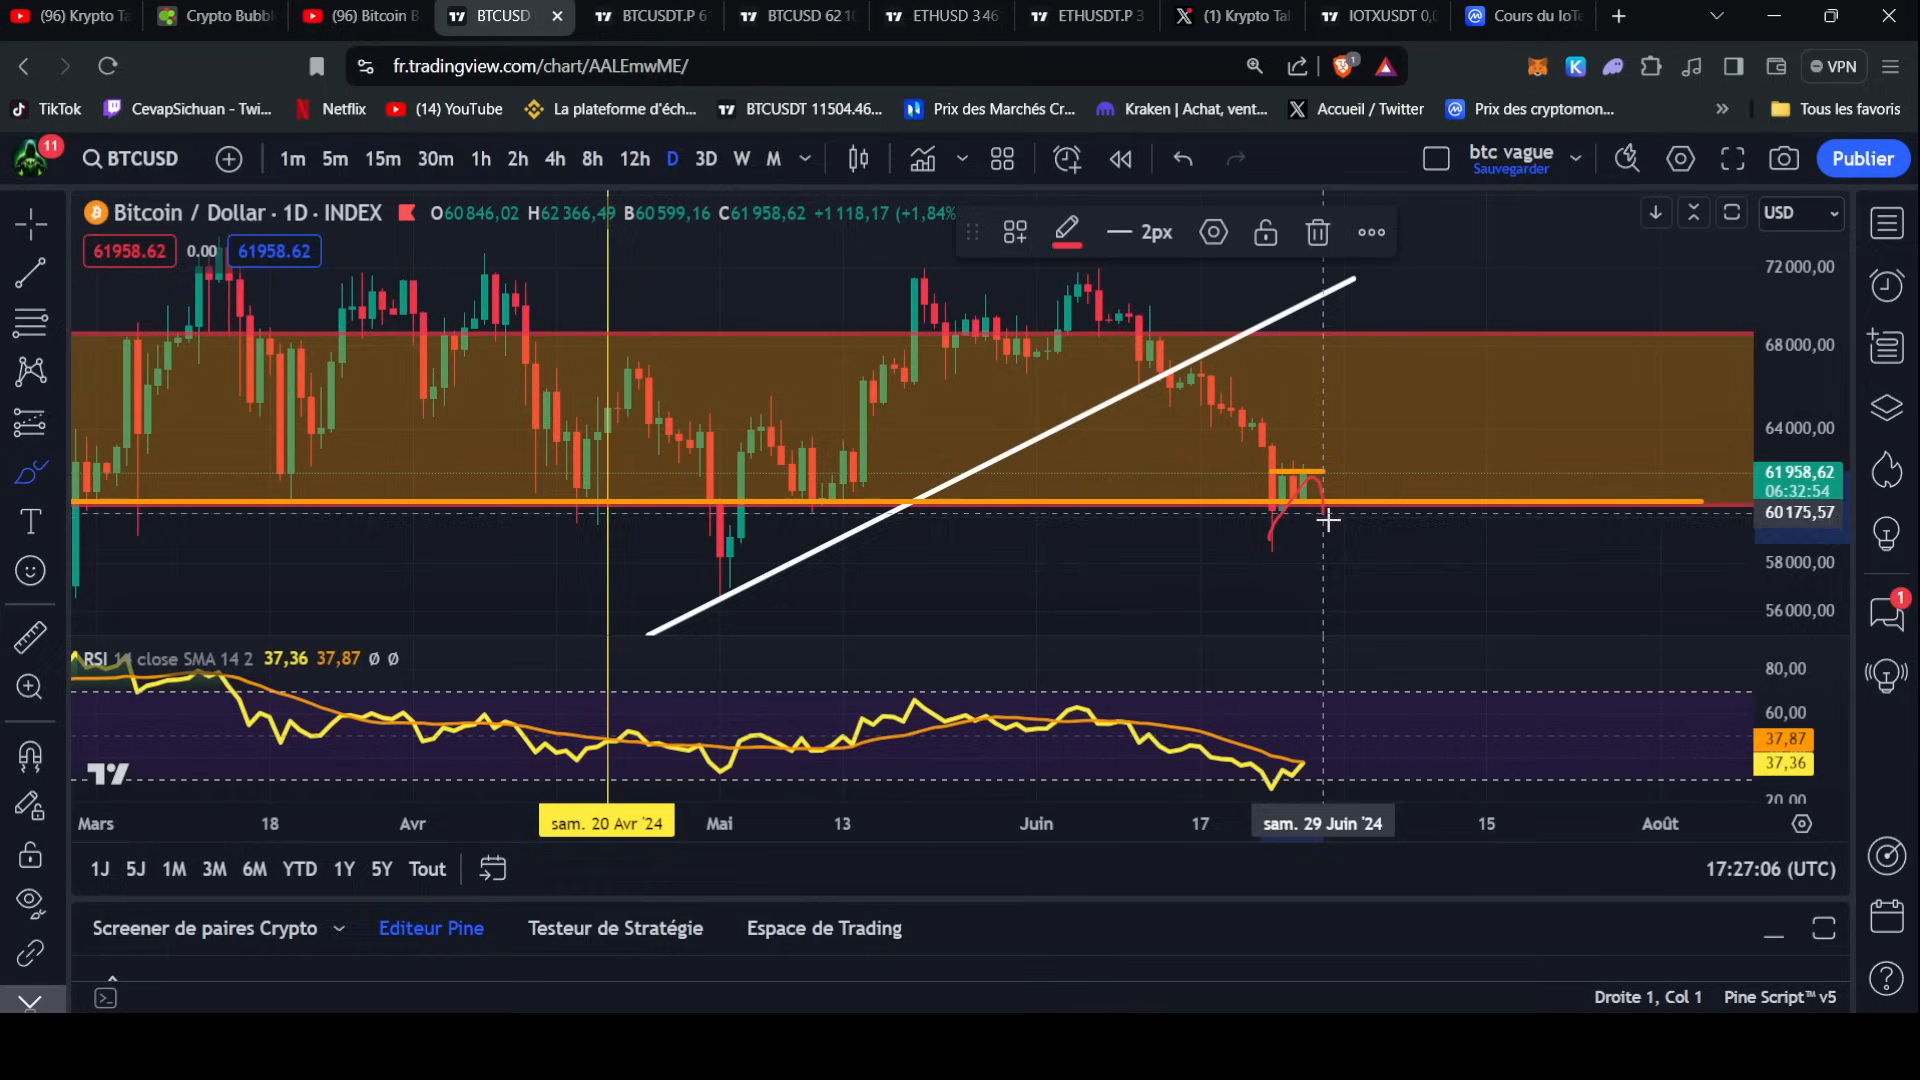 (96) Krypto Ta
Crypto Bubbl
(96) Bitcoin B
BTCUSD
BTCUSDT.P 6
BTCUSD 62 10
ETHUSD 3 46
ETHUSDT.P 3
(1) Krypto Tal
IOTXUSDT 0,0
Cours du IoTe
fr.tradingview.com/chart/AALEmwME/
1
VPN
TikTok
CevapSichuan - Twi...
Netflix
(14) YouTube
La plateforme d'éch...
BTCUSDT 11504.46...
Prix des Marchés Cr...
Kraken | Achat, vent...
Accueil / Twitter
Prix des cryptomon...
Tous les favoris
11
BTCUSD
1m 5m 15m 30m 1h 2h 4h 8h 12h D 3D W M
btc vague
Sauvegarder
Publier
Bitcoin / Dollar · 1D · INDEX
O60 846,02 H62 366,49 B60 599,16 C61 958,62 +1 118,17 (+1,84%
61958.62 0.00 61958.62
2px
USD
72 000,00
68 000,00
64 000,00
61 958,62
06:32:54
60 175,57
58 000,00
56 000,00
RSI 14 close SMA 14 2 37,36 37,87 Ø Ø
80,00
60,00
37,87
37,36
20,00
1
Mars 18 Avr sam. 20 Avr '24 Mai 13 Juin 17 sam. 29 Juin '24 15 Août
1J 5J 1M 3M 6M YTD 1Y 5Y Tout
17:27:06 (UTC)
Screener de paires Crypto
Editeur Pine
Testeur de Stratégie
Espace de Trading
Droite 1, Col 1 Pine Script™ v5